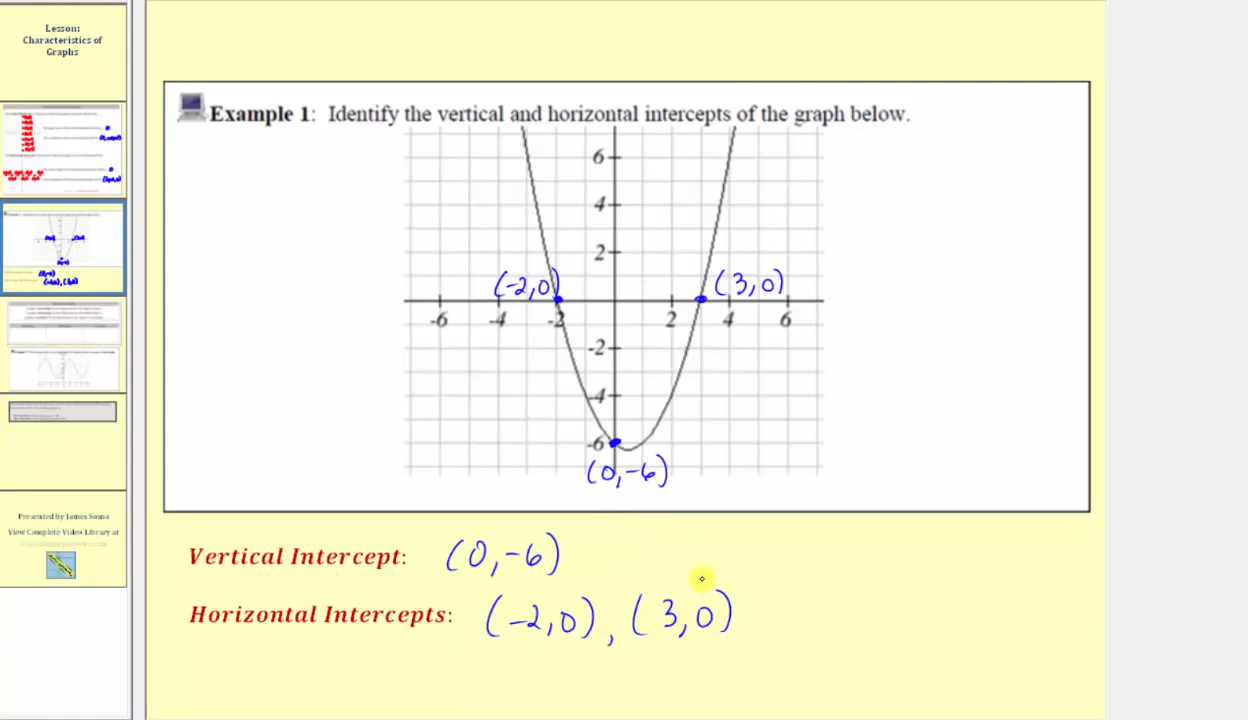 Lesson:
Characteristics of
Graphs
Presented by James Sousa
View Complete Video Library at
Example 1: Identify the vertical and horizontal intercepts of the graph below.
6
4
2
(-2,0)
(3,0)
-6 -4 -2 2 4 6
-2
-4
-6
(0,-6)
Vertical Intercept: (0,-6)
Horizontal Intercepts: (-2,0), (3,0)